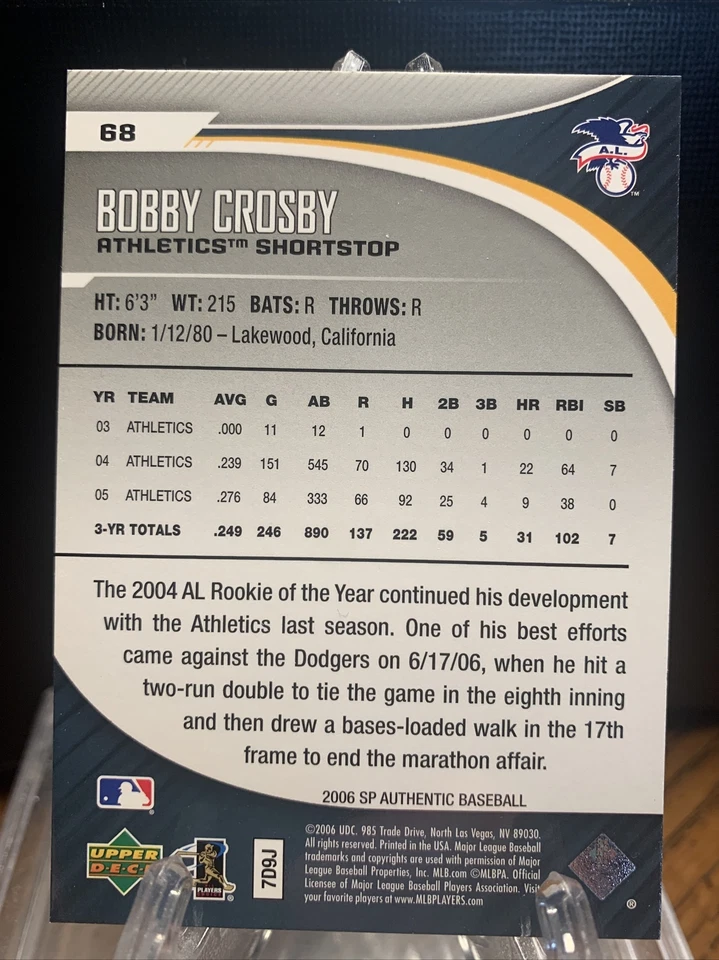 68
A.L.
TM
BOBBY CROSBY
ATHLETICS™ SHORTSTOP
HT: 6'3" WT: 215 BATS: R THROWS: R
BORN: 1/12/80 – Lakewood, California
YR TEAM AVG G AB R H 2B 3B HR RBI SB
03 ATHLETICS .000 11 12 1 0 0 0 0 0 0
04 ATHLETICS .239 151 545 70 130 34 1 22 64 7
05 ATHLETICS .276 84 333 66 92 25 4 9 38 0
3-YR TOTALS .249 246 890 137 222 59 5 31 102 7
The 2004 AL Rookie of the Year continued his development
with the Athletics last season. One of his best efforts
came against the Dodgers on 6/17/06, when he hit a
two-run double to tie the game in the eighth inning
and then drew a bases-loaded walk in the 17th
frame to end the marathon affair.
2006 SP AUTHENTIC BASEBALL
UPPER
DECK
PLAYERS
CHOICE
7D9J
©2006 UDC. 985 Trade Drive, North Las Vegas, NV 89030.
All rights reserved. Printed in the USA. Major League Baseball
trademarks and copyrights are used with permission of Major
League Baseball Properties, Inc. MLB.com ©MLBPA. Official
Licensee of Major League Baseball Players Association. Visit
your favorite players at www.MLBPLAYERS.com
®